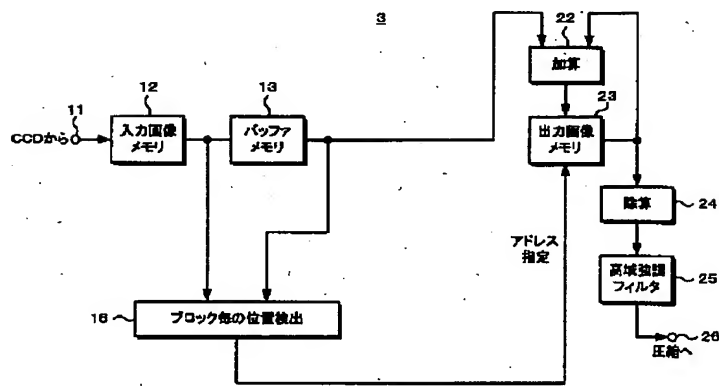 3
22
加算
12
13
23
11
CCDから
入力画像
メモリ
バッファ
メモリ
出力画像
メモリ
24
除算
アドレス
指定
高域強調
フィルタ
25
16
ブロック毎の位置検出
26
圧縮へ